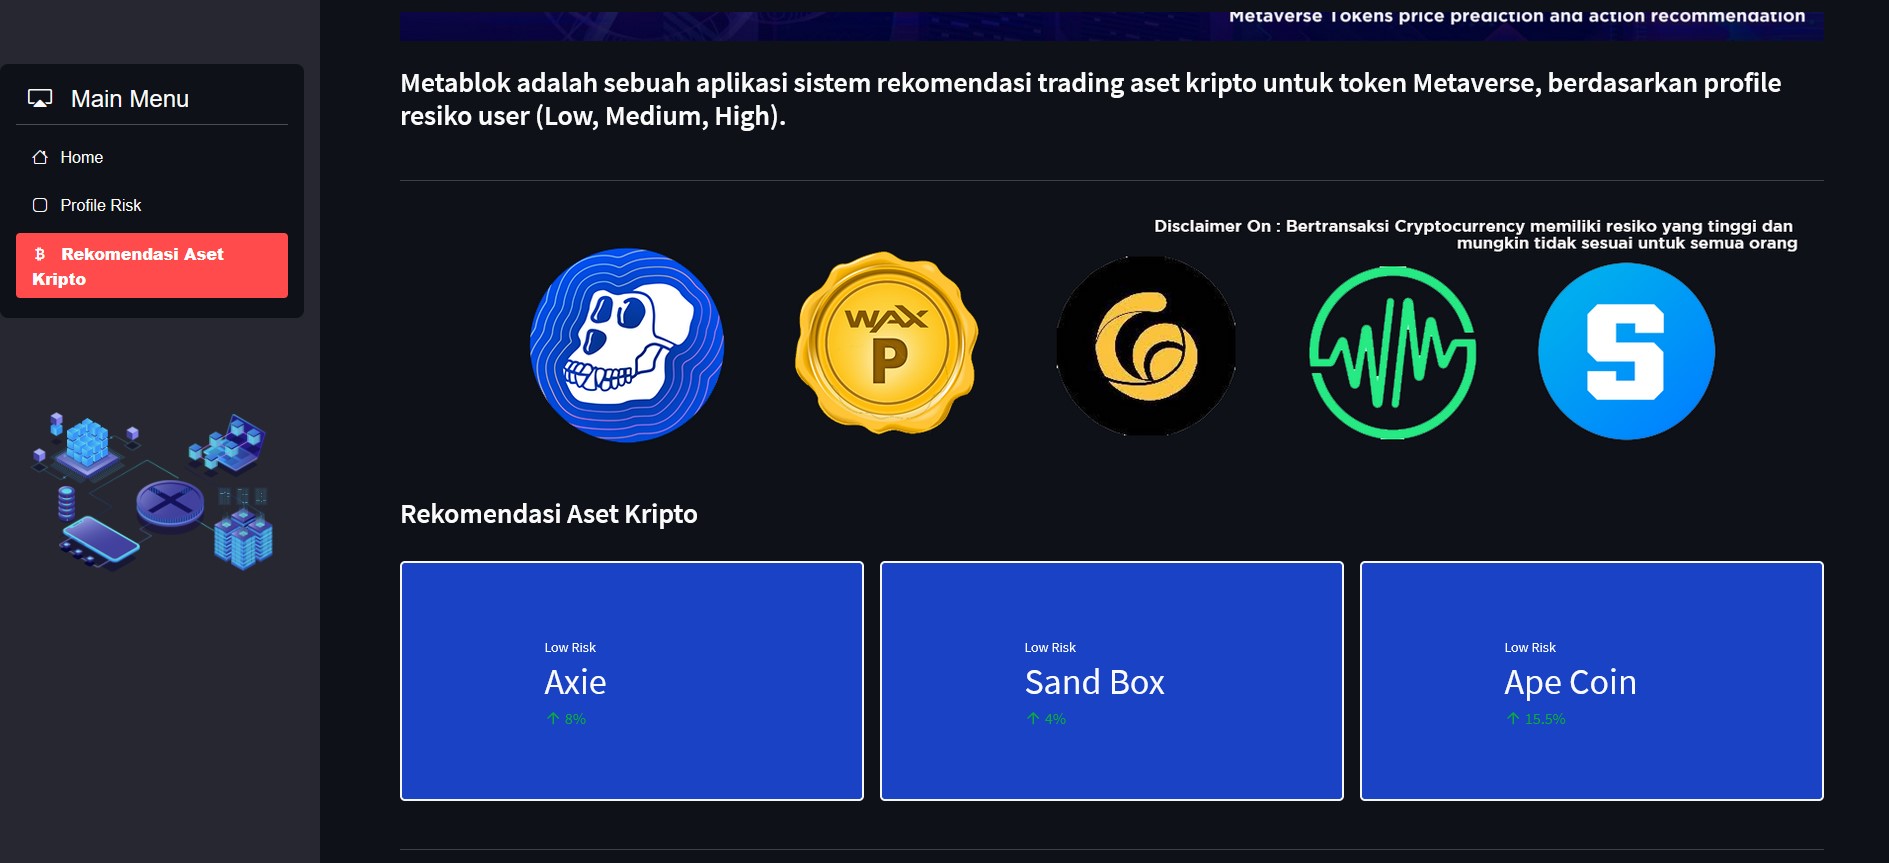 Metaverse Tokens price prediction and action recommendation
Main Menu
Home
Profile Risk
Rekomendasi Aset
Kripto
Metablok adalah sebuah aplikasi sistem rekomendasi trading aset kripto untuk token Metaverse, berdasarkan profile
resiko user (Low, Medium, High).
Disclaimer On : Bertransaksi Cryptocurrency memiliki resiko yang tinggi dan
mungkin tidak sesuai untuk semua orang
WAX
P
S
Rekomendasi Aset Kripto
Low Risk
Axie
↑ 8%
Low Risk
Sand Box
↑ 4%
Low Risk
Ape Coin
↑ 15.5%